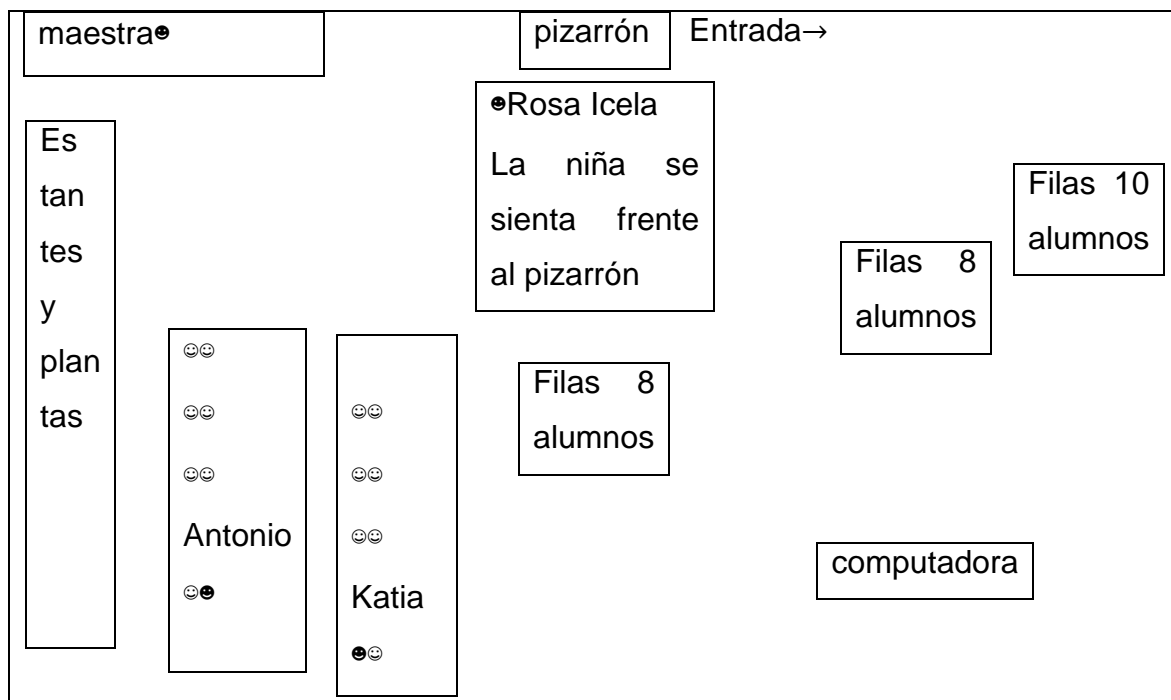 maestra☻
pizarrón
Entrada→
☻Rosa Icela
La niña se
sienta frente
al pizarrón
Es
tan
tes
y
plan
tas
Filas 10
alumnos
Filas 8
alumnos
☺☺
☺☺
☺☺
Antonio
☺☻
☺☺
☺☺
☺☺
Katia
☻☺
Filas 8
alumnos
computadora